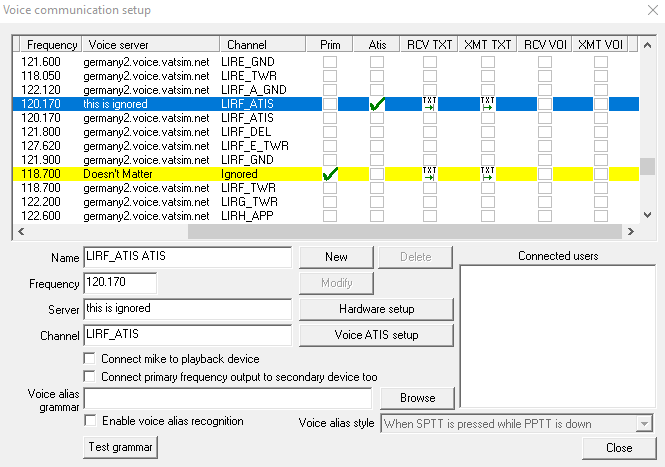 Voice communication setup
Frequency Voice server Channel Prim Atis RCV TXT XMT TXT RCV VOI XMT VOI
121.600 germany2.voice.vatsim.net LIRE_GND
118.050 germany2.voice.vatsim.net LIRE_TWR
122.120 germany2.voice.vatsim.net LIRF_A_GND
120.170 this is ignored LIRF_ATIS TXT TXT
120.170 germany2.voice.vatsim.net LIRF_ATIS
121.800 germany2.voice.vatsim.net LIRF_DEL
127.620 germany2.voice.vatsim.net LIRF_E_TWR
121.900 germany2.voice.vatsim.net LIRF_GND
118.700 Doesn't Matter Ignored TXT TXT
118.700 germany2.voice.vatsim.net LIRF_TWR
122.200 germany2.voice.vatsim.net LIRG_TWR
122.600 germany2.voice.vatsim.net LIRH_APP
Name LIRF_ATIS ATIS New Delete Connected users
Frequency 120.170 Modify
Server this is ignored Hardware setup
Channel LIRF_ATIS Voice ATIS setup
Connect mike to playback device
Connect primary frequency output to secondary device too
Voice alias
grammar Browse
Enable voice alias recognition Voice alias style When SPTT is pressed while PPTT is down
Test grammar Close